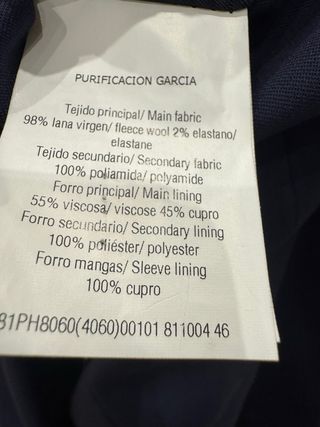 PURIFICACION GARCIA
Tejido principal/ Main fabric
98% lana virgen/ fleece wool 2% elastano/
elastane
Tejido secundario/ Secondary fabric
100% poliamida/ polyamide
Forro principal/ Main lining
55% viscosa/ viscose 45% cupro
Forro secundario/ Secondary lining
100% poliéster/ polyester
Forro mangas/ Sleeve lining
100% cupro
81PH8060(4060)00101 811004 46